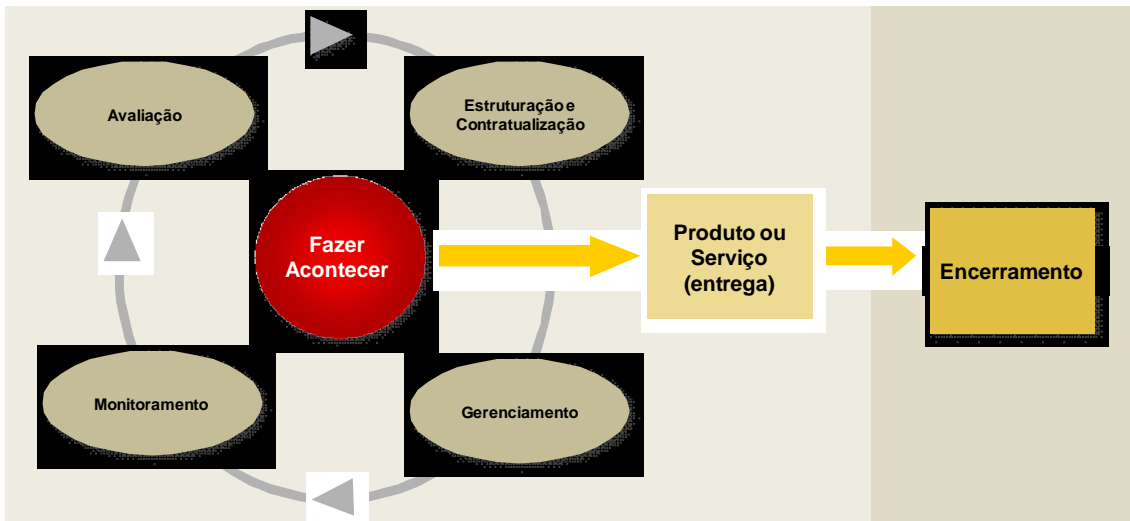 Avaliação
Estruturação e
Contratualização
Fazer
Acontecer
Produto ou
Serviço
(entrega)
Encerramento
Monitoramento
Gerenciamento